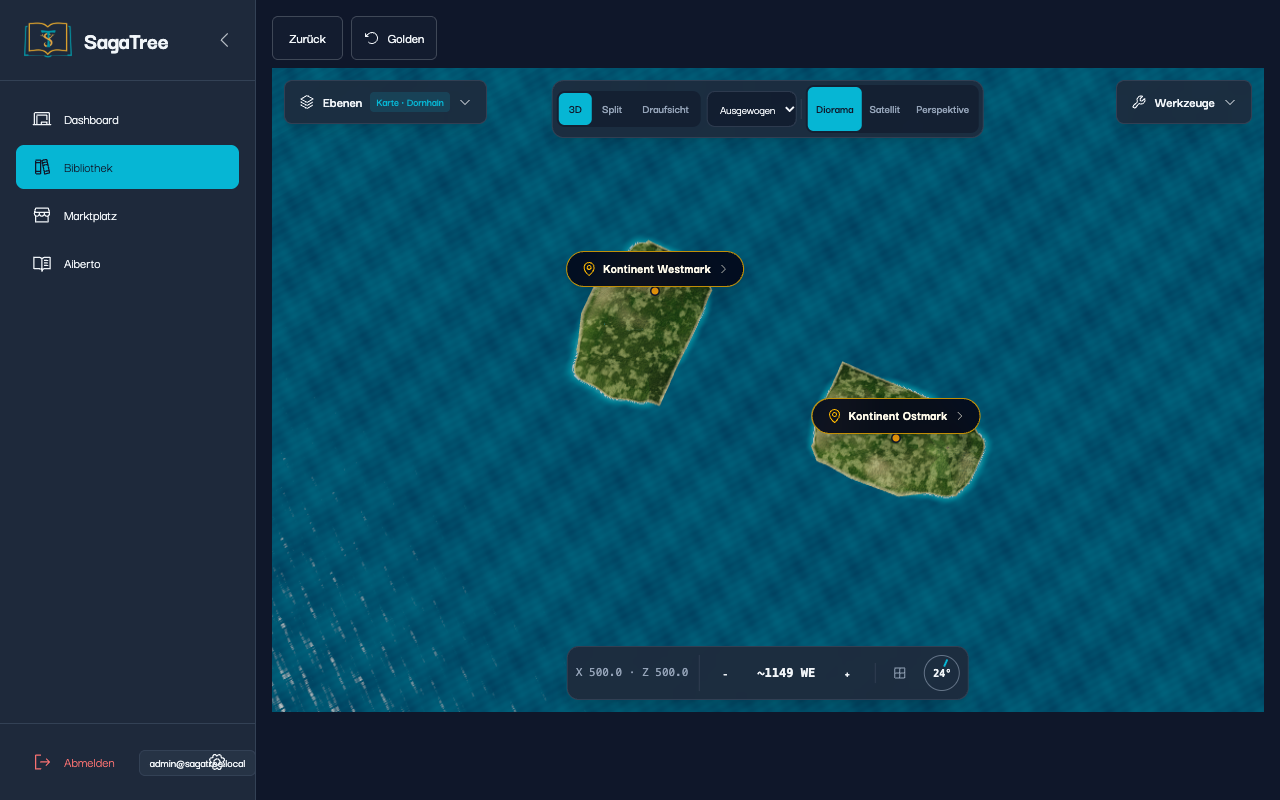 SagaTree
Dashboard
Bibliothek
Marktplatz
Alberto
Abmelden
Zurück
Golden
Ebenen
Karte · Dornhain
3D
Split
Draufsicht
Ausgewogen
Diorama
Satellit
Perspektive
Werkzeuge
Kontinent Westmark
Kontinent Ostmark
X 500.0 · Z 500.0
-
~1149 WE
+
24°